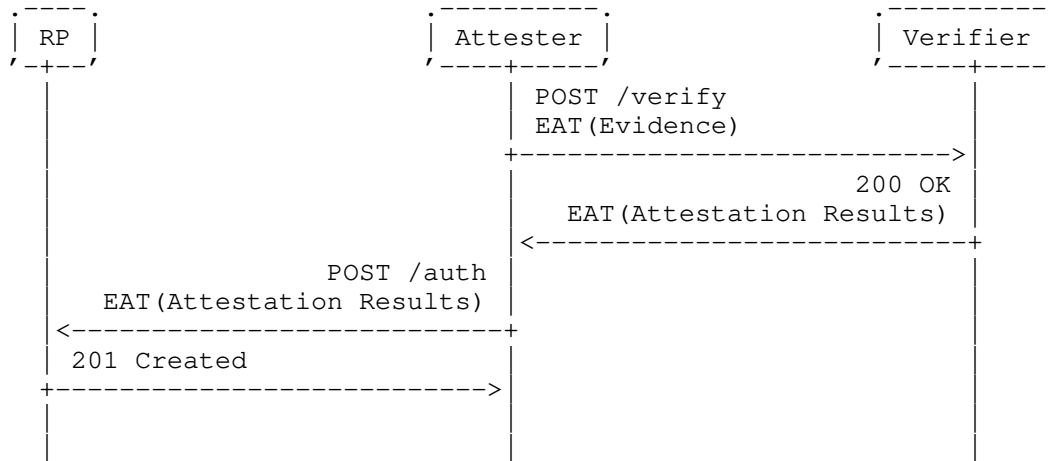 RP Attester Verifier
POST /verify
EAT(Evidence)
200 OK
EAT(Attestation Results)
POST /auth
EAT(Attestation Results)
201 Created